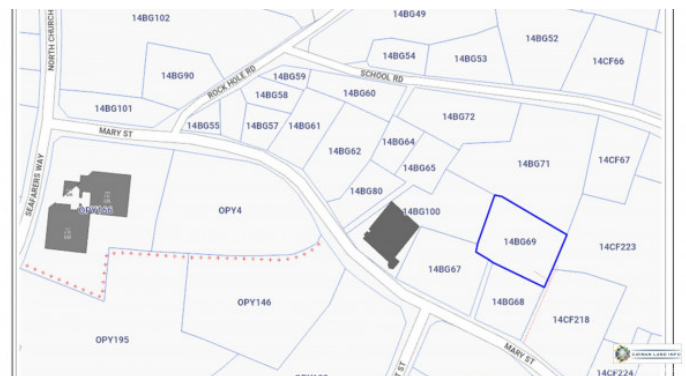 14BG102
14BG49
NORTH CHURCH
14BG52
14BG54
14BG53
14CF66
14BG90
ROCK HOLE RD
14BG59
SCHOOL RD
14BG58
14BG60
14BG101
14BG72
14BG55
14BG57
14BG61
MARY ST
14BG64
14BG62
14CF67
14BG65
14BG71
14BG80
SEAFARERS WAY
OPY166
OPY4
14BG100
14BG69
14CF223
14BG67
OPY146
14BG68
14CF218
OPY195
MARY ST
CAYMAN LAND INFO
14CF224